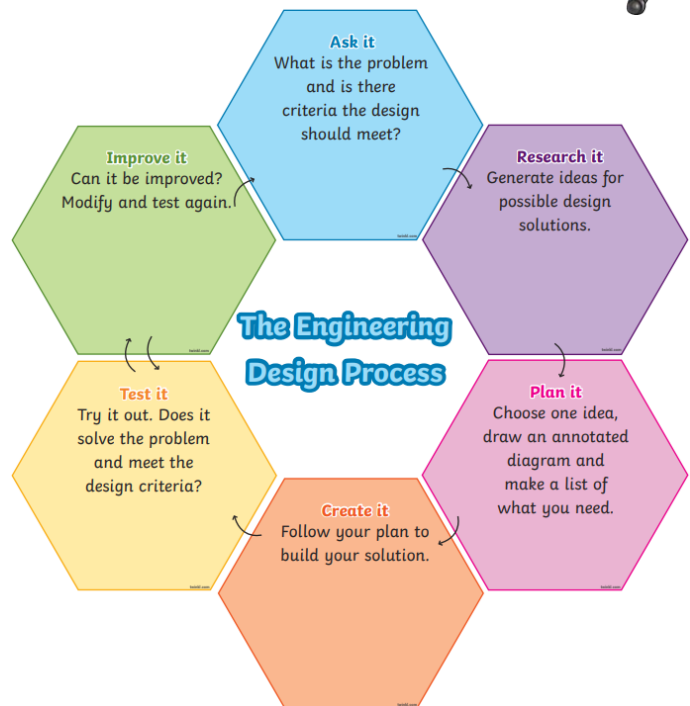 Ask it
What is the problem
and is there
criteria the design
should meet?
Research it
Generate ideas for
possible design
solutions.
Plan it
Choose one idea,
draw an annotated
diagram and
make a list of
what you need.
Create it
Follow your plan to
build your solution.
Test it
Try it out. Does it
solve the problem
and meet the
design criteria?
Improve it
Can it be improved?
Modify and test again.
The Engineering
Design Process